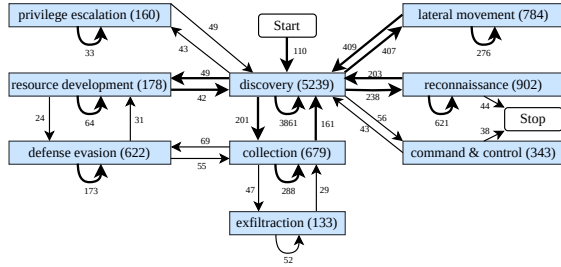 privilege escalation (160)
49
Start
lateral movement (784)
33
43
110
409
407
276
resource development (178)
49
discovery (5239)
203
reconnaissance (902)
42
238
24
64
31
201
3861
161
56
43
621
44
Stop
38
defense evasion (622)
69
collection (679)
command & control (343)
55
173
47
288
29
exfiltraction (133)
52